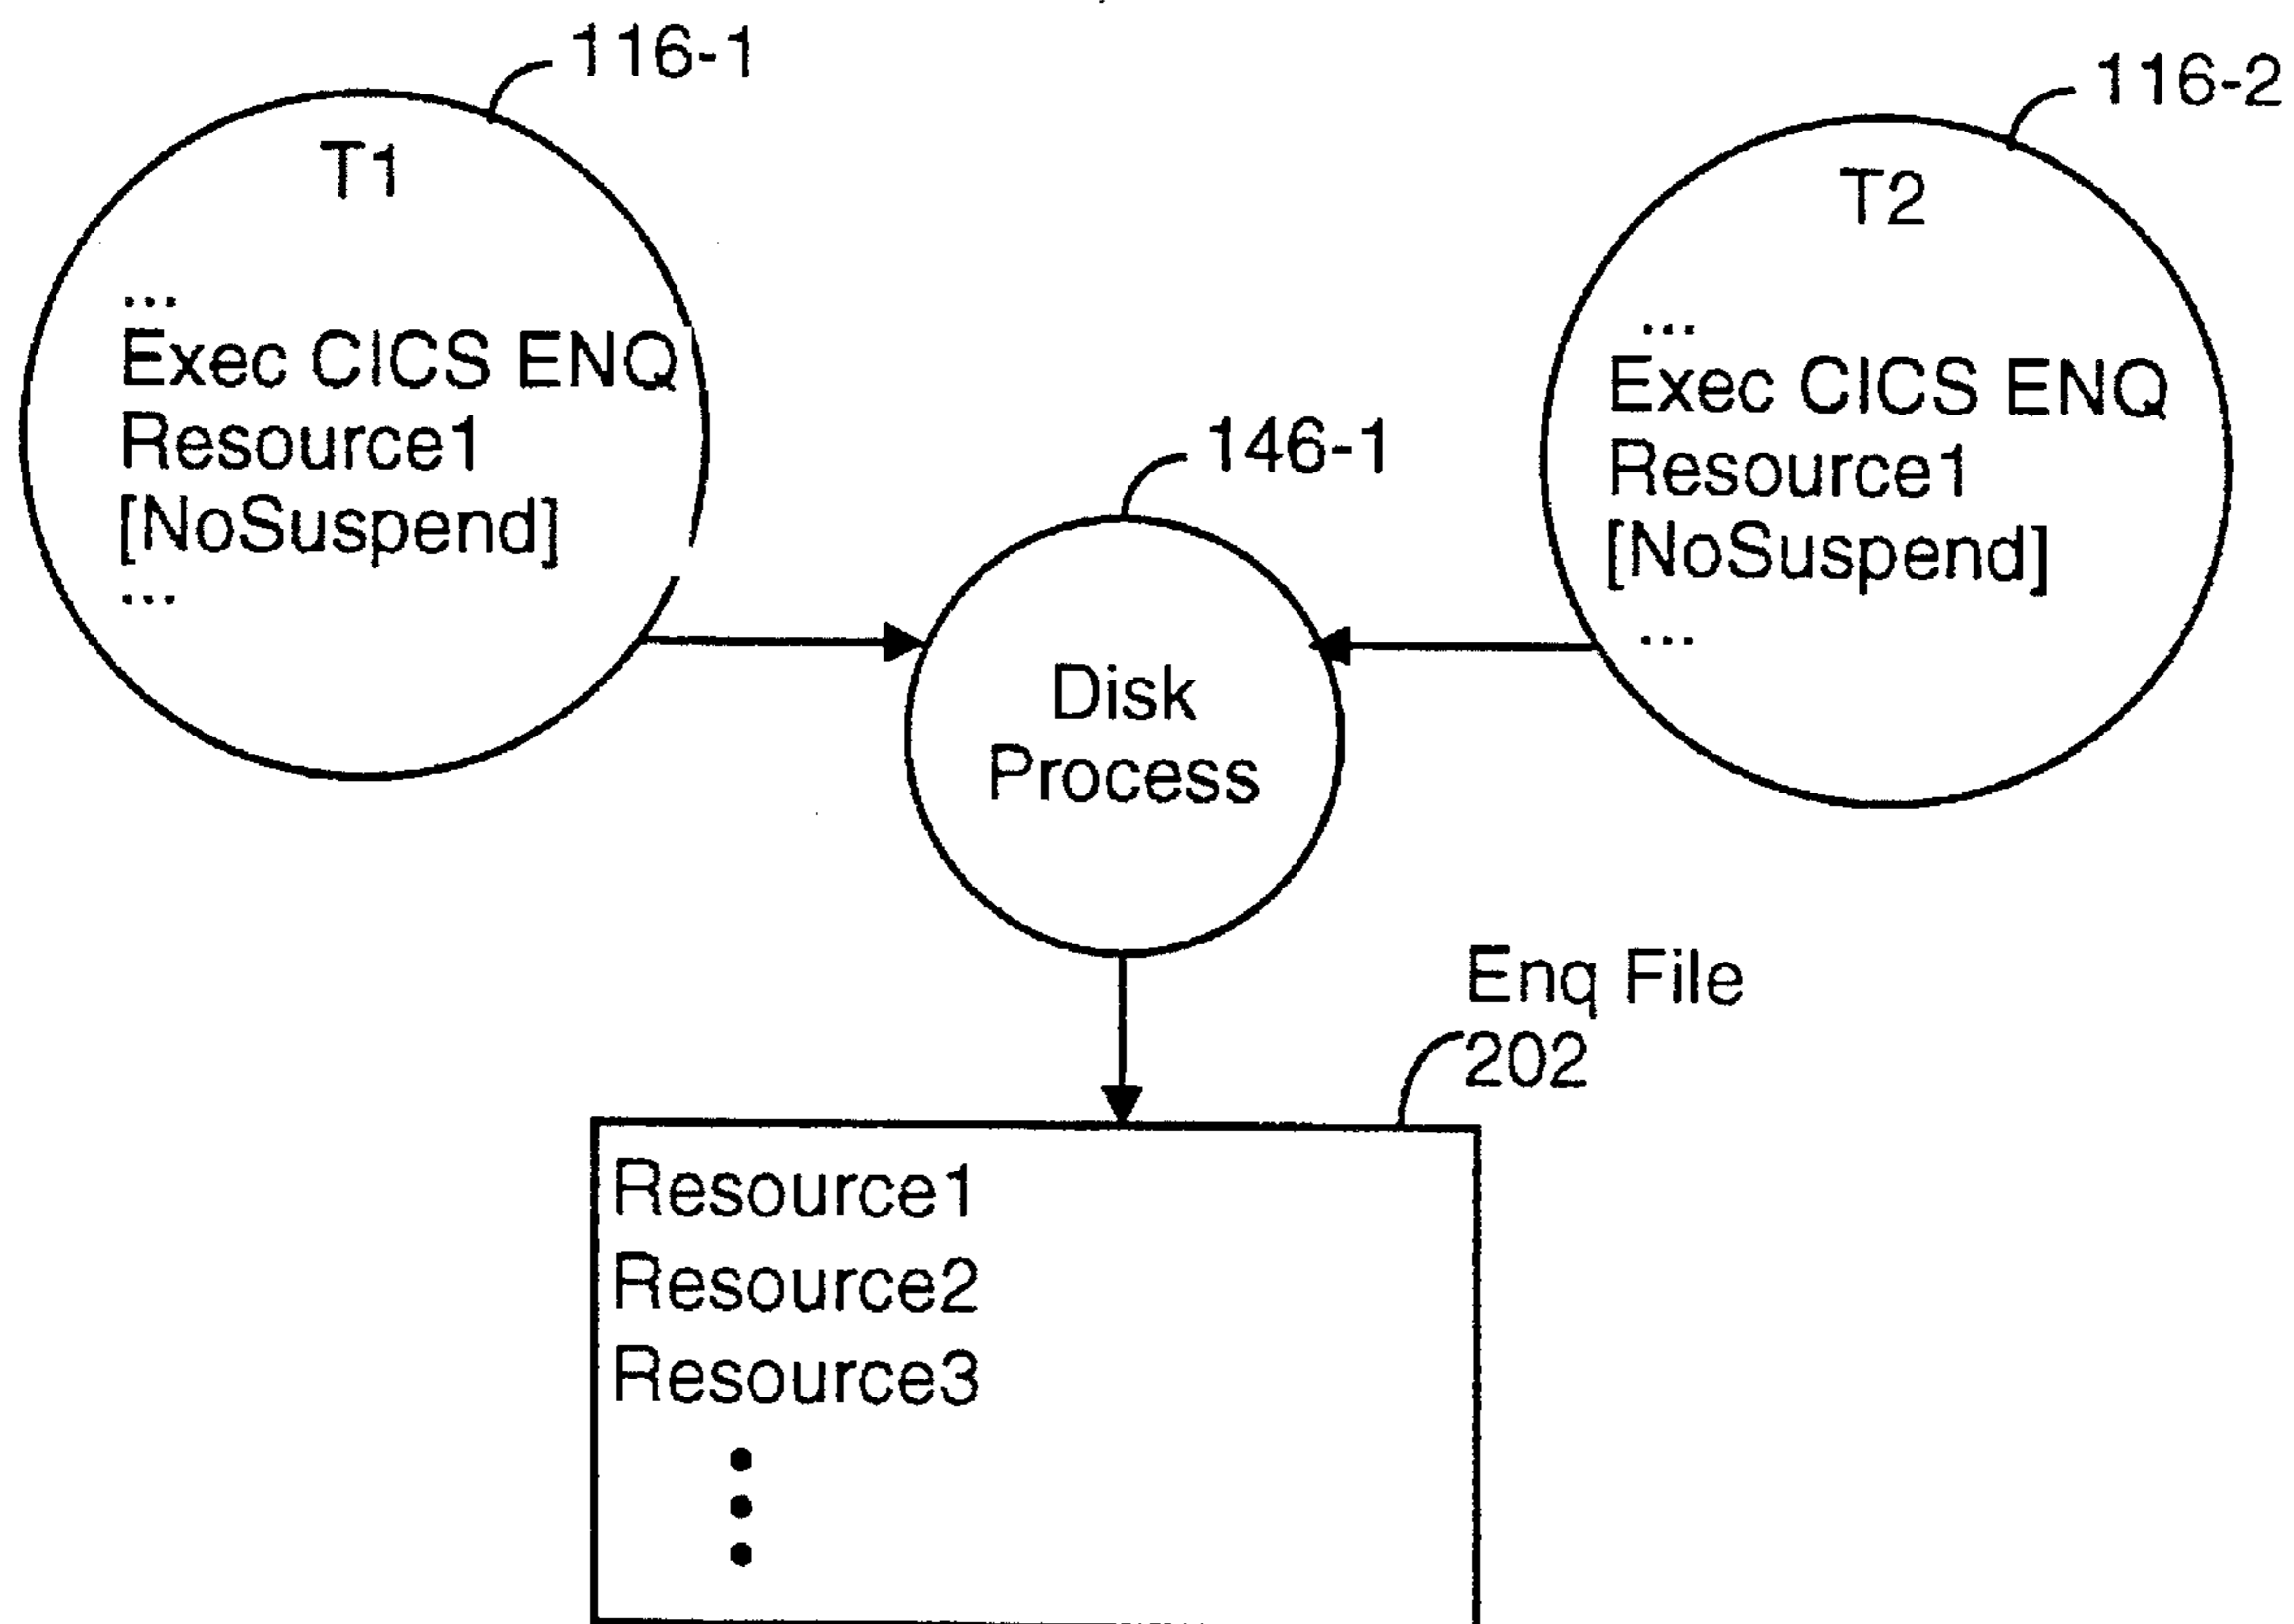 116-1
T1
...
Exec CICS ENQ
Resource1
[NoSuspend]
...
116-2
T2
...
Exec CICS ENQ
Resource1
[NoSuspend]
...
146-1
Disk
Process
Enq File
202
Resource1
Resource2
Resource3